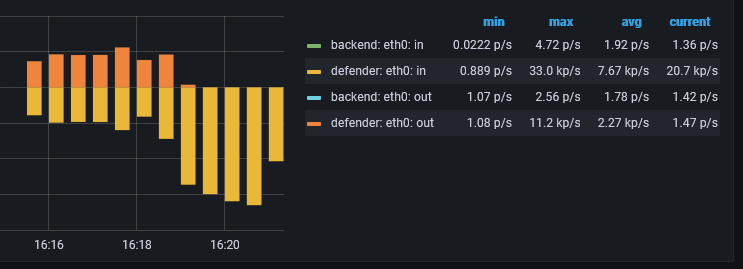 min max avg current
backend: eth0: in 0.0222 p/s 4.72 p/s 1.92 p/s 1.36 p/s
defender: eth0: in 0.889 p/s 33.0 kp/s 7.67 kp/s 20.7 kp/s
backend: eth0: out 1.07 p/s 2.56 p/s 1.78 p/s 1.42 p/s
defender: eth0: out 1.08 p/s 11.2 kp/s 2.27 kp/s 1.47 p/s
16:16 16:18 16:20